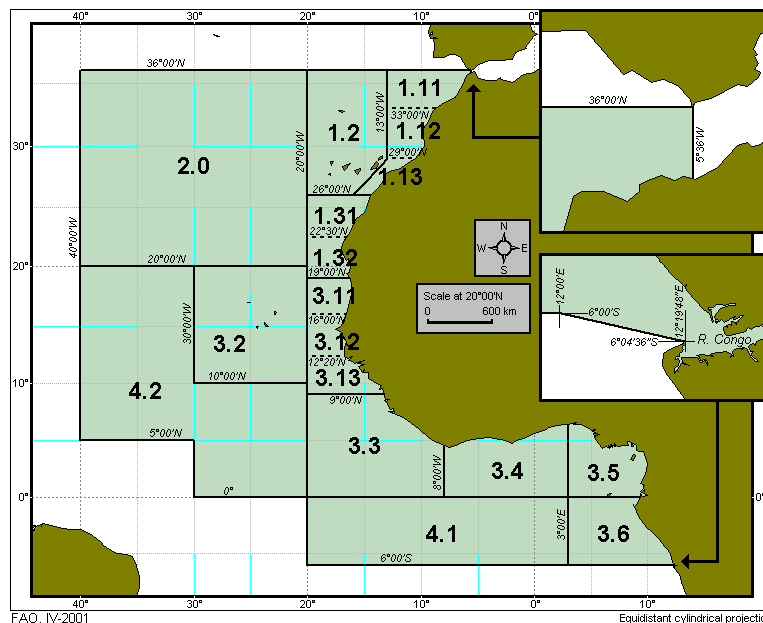 40° 30° 20° 10° 0°
36°00'N
36°00'N
5°36'W
1.11
33°00'N
13°00'W
1.2
1.12
20°00'W
29°00'N
30°
2.0
1.13
26°00'N
1.31
22°30'N
40°00'W
N
W E
S
1.32
20° 20°00'N
19°00'N
12°00'E
12°19'48"E
6°00'S
R. Congo
6°04'36"S
3.11
Scale at 20°00'N
0 600 km
16°00'N
30°00'W
3.2
3.12
12°20'N
3.13
10°00'N
10°
4.2
9°00'N
5°00'N
3.3
8°00'W
3.4
3.5
0°
0°
0°
3°00'E
4.1
3.6
6°00'S
40° 30° 20° 10° 0° 10°
FAO. IV-2001
Equidistant cylindrical projectio